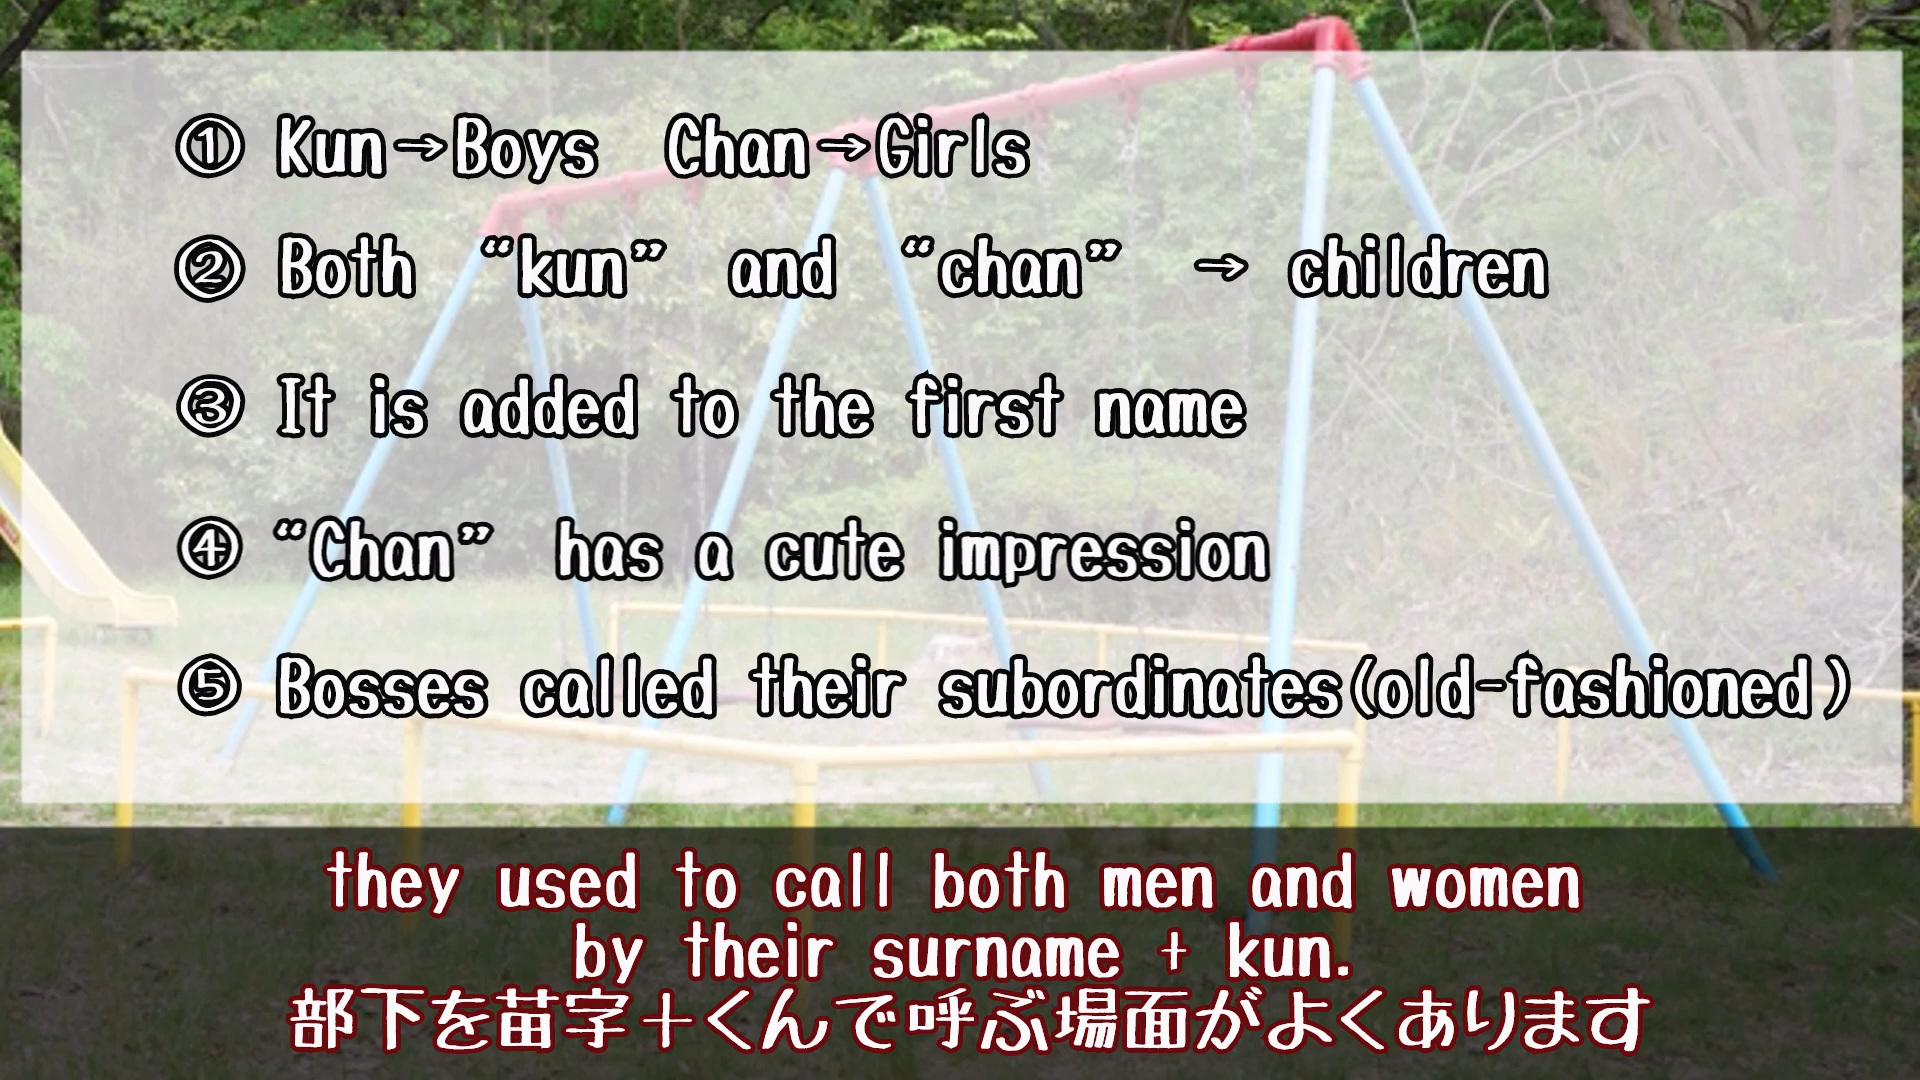 ① Kun→Boys　Chan→Girls
② Both “kun” and “chan” → children
③ It is added to the first name
④ “Chan” has a cute impression
⑤ Bosses called their subordinates(old-fashioned)
they used to call both men and women
by their surname + kun.
部下を苗字＋くんで呼ぶ場面がよくあります